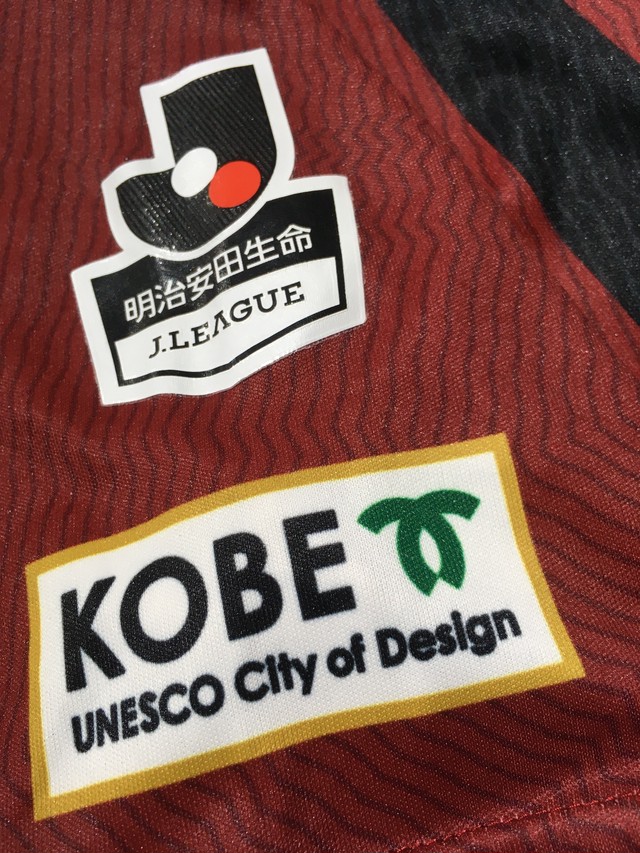 明治安田生命
J.LEAGUE
KOBE
UNESCO City of Design